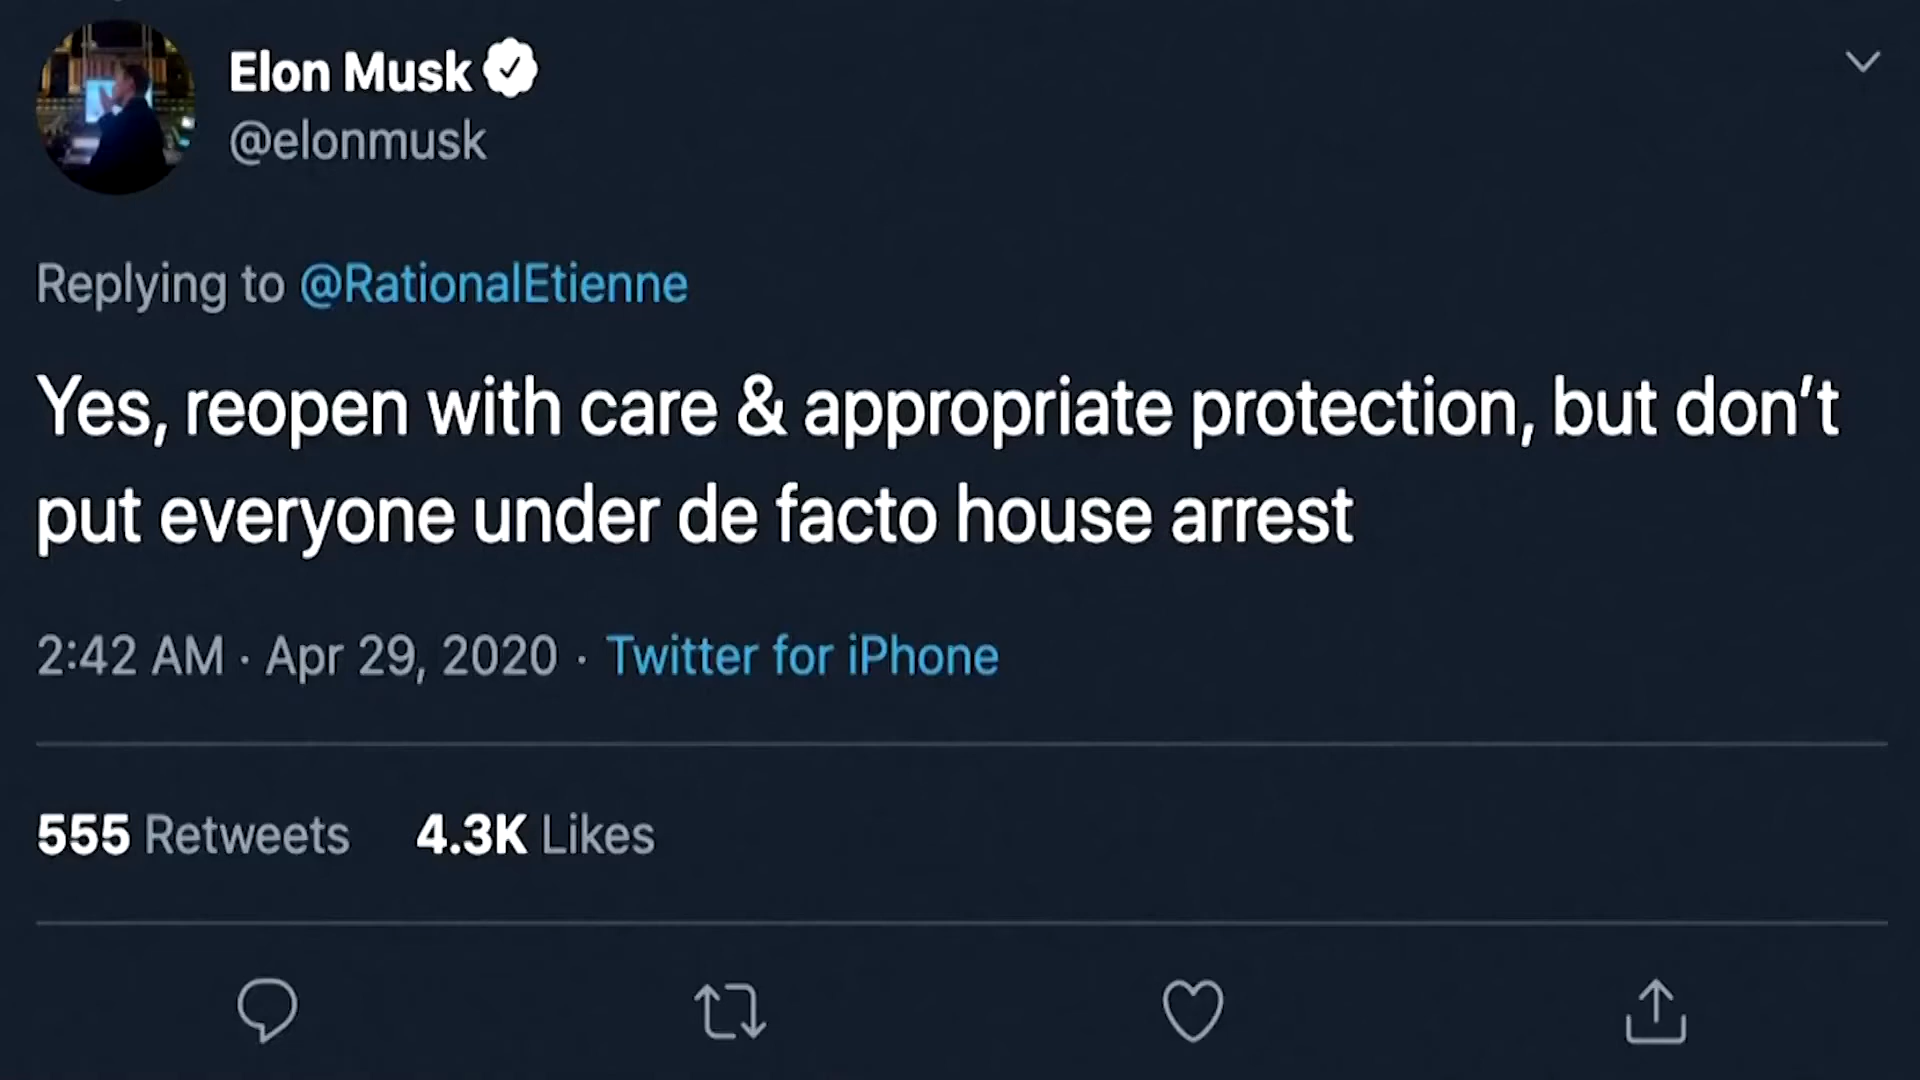 Elon Musk
@elonmusk
Replying to @RationalEtienne
Yes, reopen with care & appropriate protection, but don’t
put everyone under de facto house arrest
2:42 AM · Apr 29, 2020 · Twitter for iPhone
555 Retweets 4.3K Likes